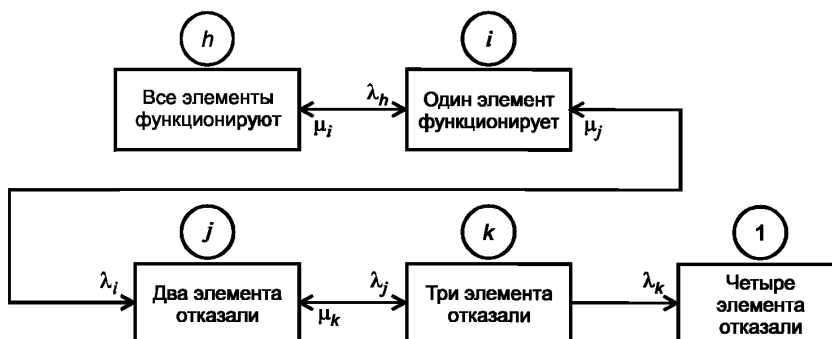 h
i
Все элементы
функционируют
λh
μi
Один элемент
функционирует
μj
j
k
1
λi
Два элемента
отказали
λj
μk
Три элемента
отказали
λk
Четыре
элемента
отказали